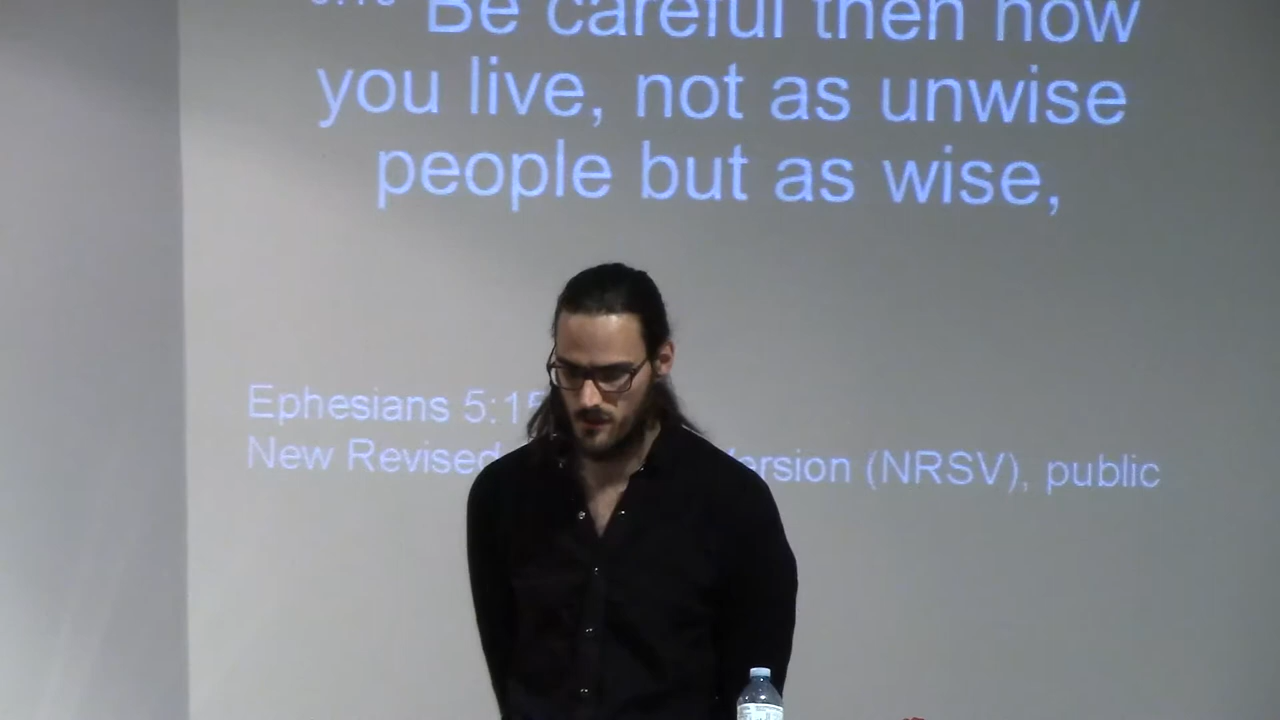 Be careful then how
you live, not as unwise
people but as wise,
Ephesians 5:15
New Revised Version (NRSV), public